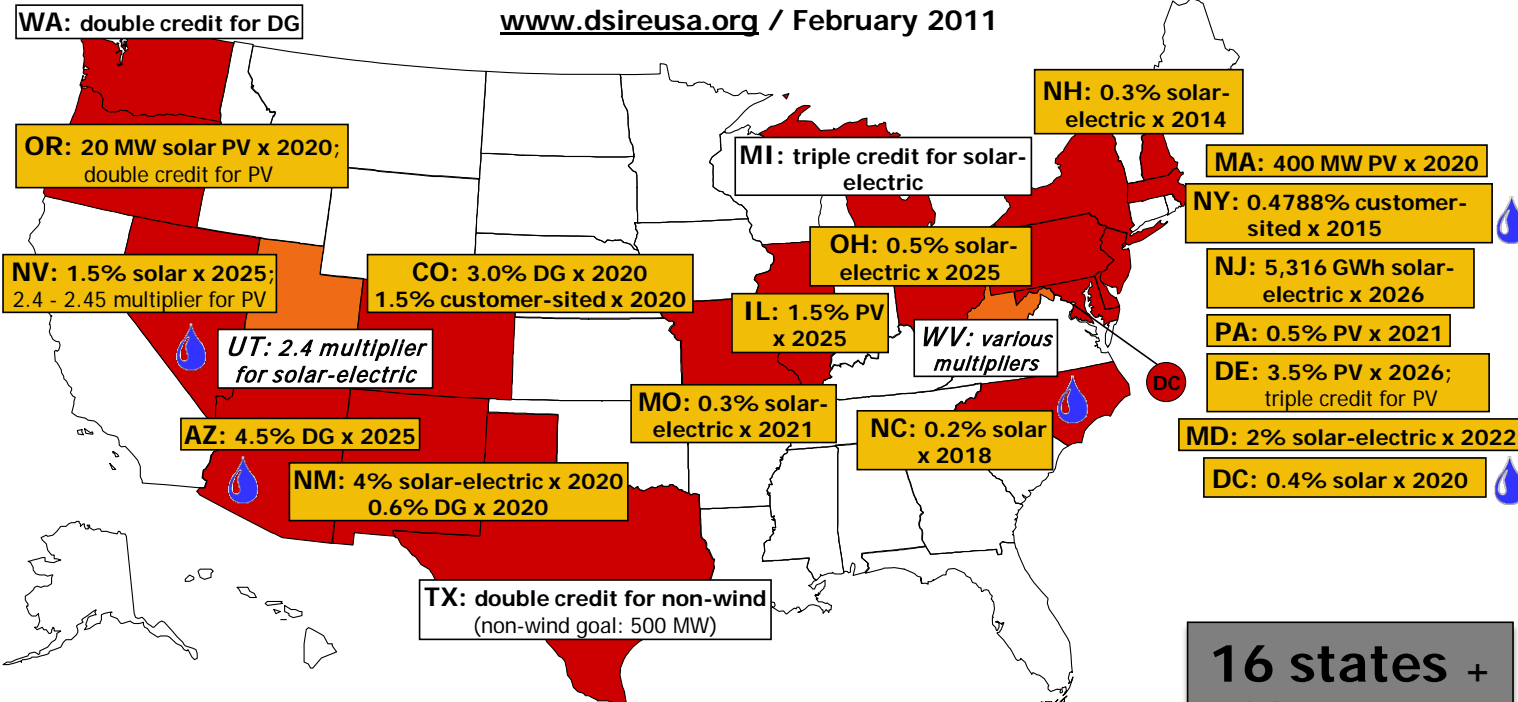 www.dsireusa.org / February 2011
WA: double credit for DG
OR: 20 MW solar PV x 2020;
double credit for PV
NV: 1.5% solar x 2025;
2.4 - 2.45 multiplier for PV
UT: 2.4 multiplier
for solar-electric
CO: 3.0% DG x 2020
1.5% customer-sited x 2020
AZ: 4.5% DG x 2025
NM: 4% solar-electric x 2020
0.6% DG x 2020
TX: double credit for non-wind
(non-wind goal: 500 MW)
MI: triple credit for solar-
electric
OH: 0.5% solar-
electric x 2025
IL: 1.5% PV
x 2025
WV: various
multipliers
MO: 0.3% solar-
electric x 2021
NC: 0.2% solar
x 2018
NH: 0.3% solar-
electric x 2014
MA: 400 MW PV x 2020
NY: 0.4788% customer-
sited x 2015
NJ: 5,316 GWh solar-
electric x 2026
PA: 0.5% PV x 2021
DE: 3.5% PV x 2026;
triple credit for PV
MD: 2% solar-electric x 2022
DC: 0.4% solar x 2020
DC
16 states +